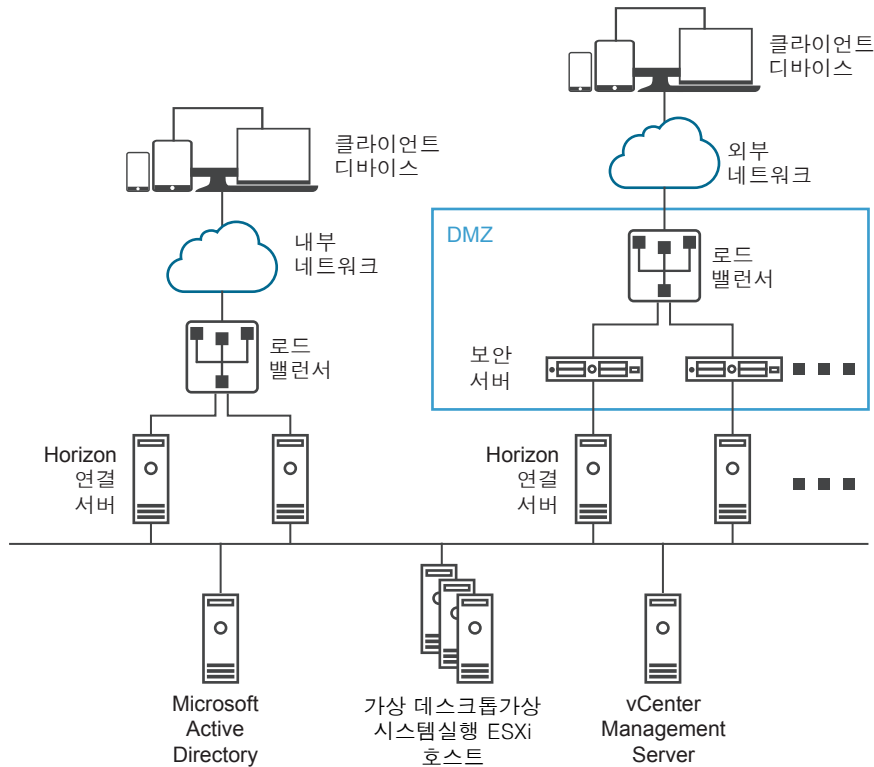 클라이언트
디바이스
클라이언트
디바이스
외부
네트워크
내부
네트워크
DMZ
로드
밸런서
로드
밸런서
보안
서버
Horizon
연결
서버
Horizon
연결
서버
Microsoft
Active
Directory
가상 데스크톱가상
시스템실행 ESXi
호스트
vCenter
Management
Server